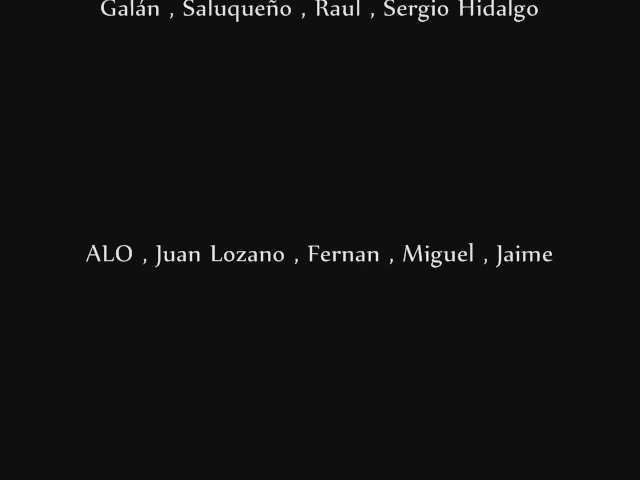 Galán , Saluqueño , Raul , Sergio Hidalgo
ALO , Juan Lozano , Fernan , Miguel , Jaime